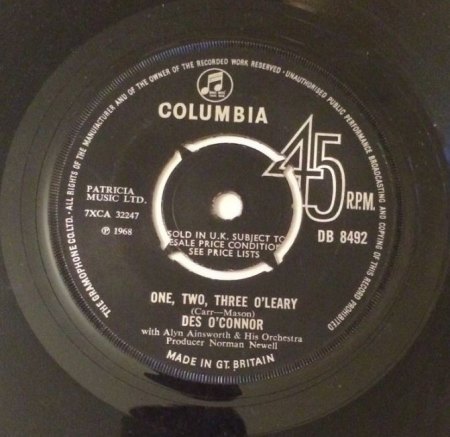 THE GRAMOPHONE CO. LTD. · ALL RIGHTS OF THE MANUFACTURER AND OF THE OWNER OF THE RECORDED WORK RESERVED · UNAUTHORISED PUBLIC PERFORMANCE BROADCASTING AND COPYING OF THIS RECORD PROHIBITED
COLUMBIA
45
R.P.M.
PATRICIA
MUSIC LTD.
7XCA 32247
℗ 1968
SOLD IN U.K. SUBJECT TO
RESALE PRICE CONDITIONS
SEE PRICE LISTS
DB 8492
ONE, TWO, THREE O'LEARY
(Carr—Mason)
DES O'CONNOR
with Alyn Ainsworth & His Orchestra
Producer Norman Newell
MADE IN GT. BRITAIN